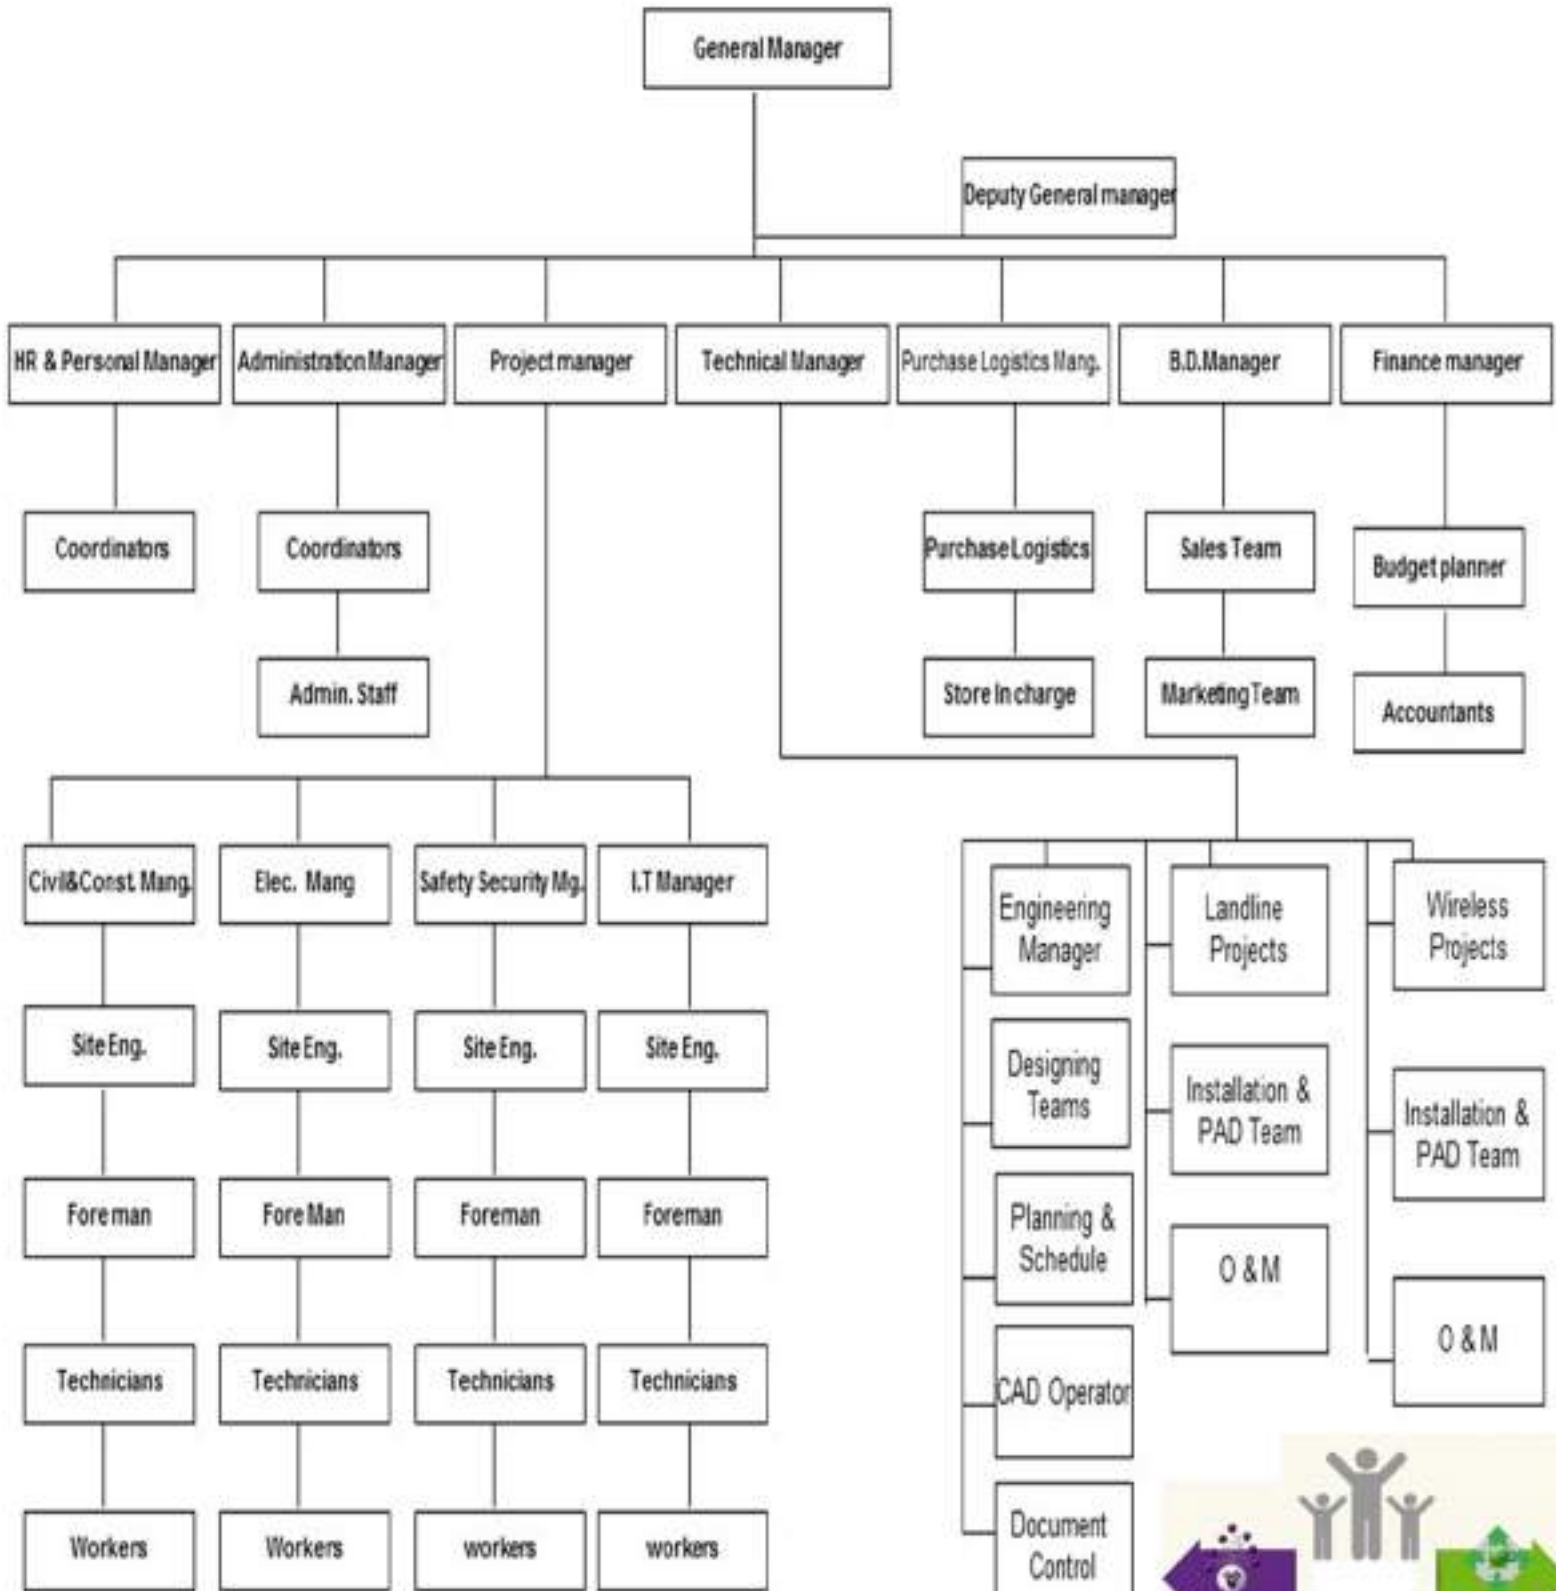 General Manager
Deputy General manager
HR & Personal Manager
Administration Manager
Project manager
Technical Manager
Purchase Logistics Mang.
B.D.Manager
Finance manager
Coordinators
Coordinators
Purchase Logistics
Sales Team
Budget planner
Admin. Staff
Store In charge
Marketing Team
Accountants
Civil&Const. Mang.
Elec. Mang
Safety Security Mg.
I.T Manager
Engineering
Manager
Landline
Projects
Wireless
Projects
Site Eng.
Site Eng.
Site Eng.
Site Eng.
Designing
Teams
Installation &
PAD Team
Installation &
PAD Team
Foreman
Fore Man
Foreman
Foreman
Planning &
Schedule
O & M
O & M
Technicians
Technicians
Technicians
Technicians
CAD Operator
Workers
Workers
workers
workers
Document
Control